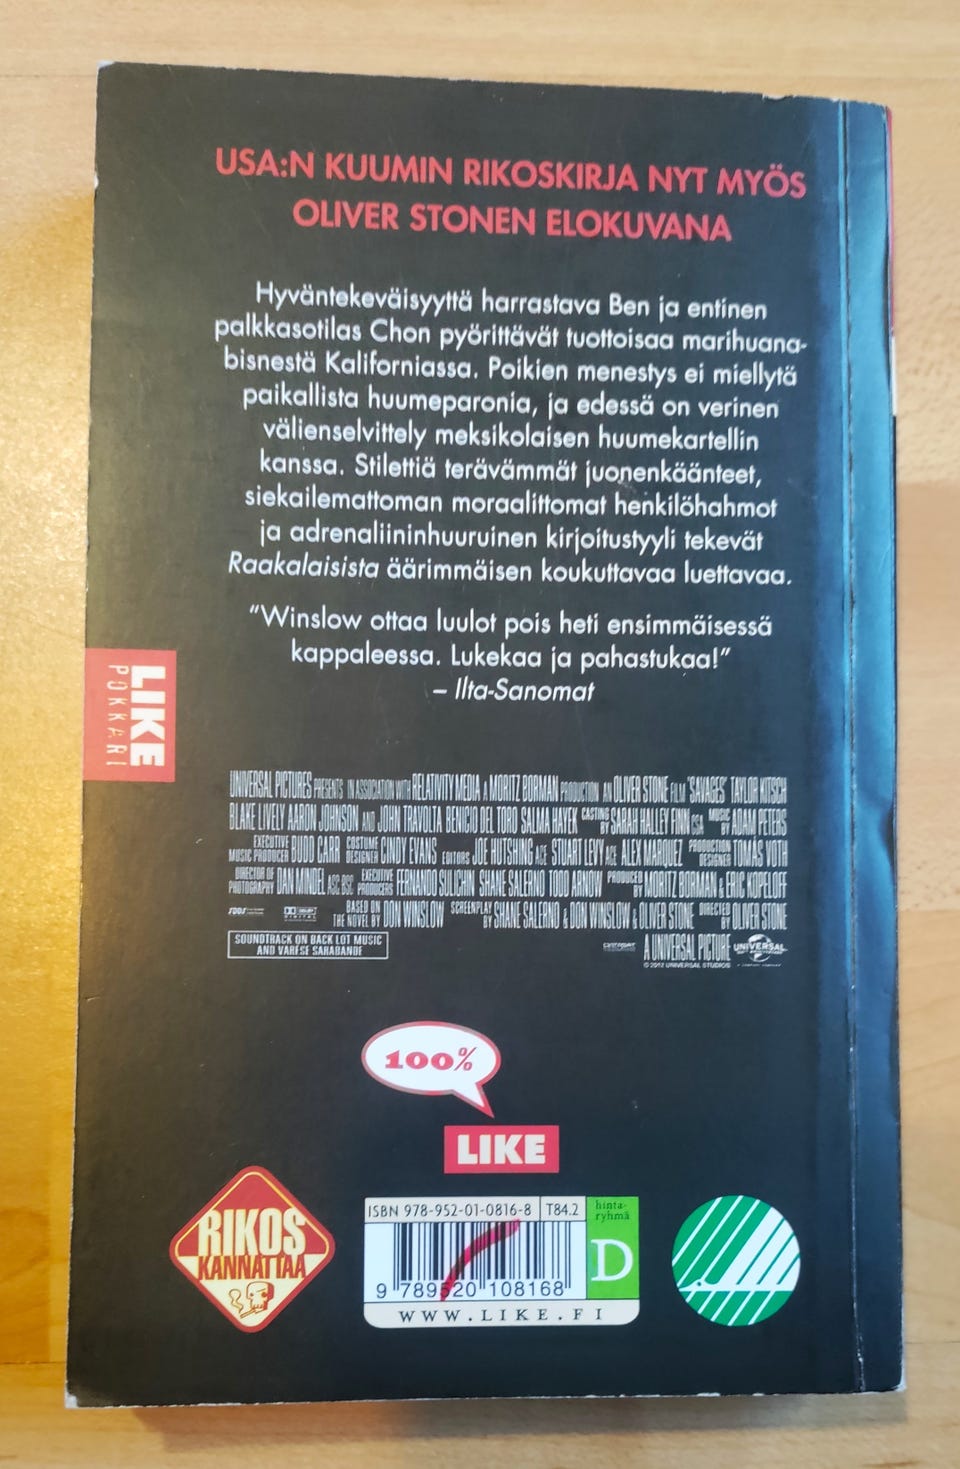 USA:N KUUMIN RIKOSKIRJA NYT MYÖS
OLIVER STONEN ELOKUVANA
Hyväntekeväisyyttä harrastava Ben ja entinen
palkkasotilas Chon pyörittävät tuottoisaa marihuana-
bisnestä Kaliforniassa. Poikien menestys ei miellytä
paikallista huumeparonia, ja edessä on verinen
välienselvittely meksikolaisen huumekartellin
kanssa. Stilettiä terävämmät juonenkäänteet,
siekailemattoman moraalittomat henkilöhahmot
ja adrenaliininhuuruinen kirjoitustyyli tekevät
Raakalaisista äärimmäisen koukuttavaa luettavaa.
”Winslow ottaa luulot pois heti ensimmäisessä
kappaleessa. Lukekaa ja pahastukaa!”
– Ilta-Sanomat
LIKE
POKKARI
UNIVERSAL PICTURES PRESENTS IN ASSOCIATION WITH RELATIVITY MEDIA A MORITZ BORMAN PRODUCTION AN OLIVER STONE FILM "SAVAGES" TAYLOR KITSCH
BLAKE LIVELY AARON JOHNSON AND JOHN TRAVOLTA BENICIO DEL TORO SALMA HAYEK CASTING BY SARAH HALLEY FINN CSA MUSIC BY ADAM PETERS
EXECUTIVE MUSIC PRODUCER BUDD CARR COSTUME DESIGNER CINDY EVANS EDITORS JOE HUTSHING ACE STUART LEVY ACE ALEX MARQUEZ PRODUCTION DESIGNER TOMAS VOTH
DIRECTOR OF PHOTOGRAPHY DAN MINDEL ASC BSC EXECUTIVE PRODUCERS FERNANDO SULICHIN SHANE SALERNO TODD ARNOW PRODUCED BY MORITZ BORMAN & ERIC KOPELOFF
BASED ON THE NOVEL BY DON WINSLOW SCREENPLAY BY SHANE SALERNO & DON WINSLOW & OLIVER STONE DIRECTED BY OLIVER STONE
SOUNDTRACK ON BACK LOT MUSIC
AND VARESE SARABANDE
A UNIVERSAL PICTURE
UNIVERSAL
© 2012 UNIVERSAL STUDIOS
100%
LIKE
RIKOS
KANNATTAA
ISBN 978-952-01-0816-8 T84.2
hinta-
ryhmä
D
9 789520 108168
WWW.LIKE.FI